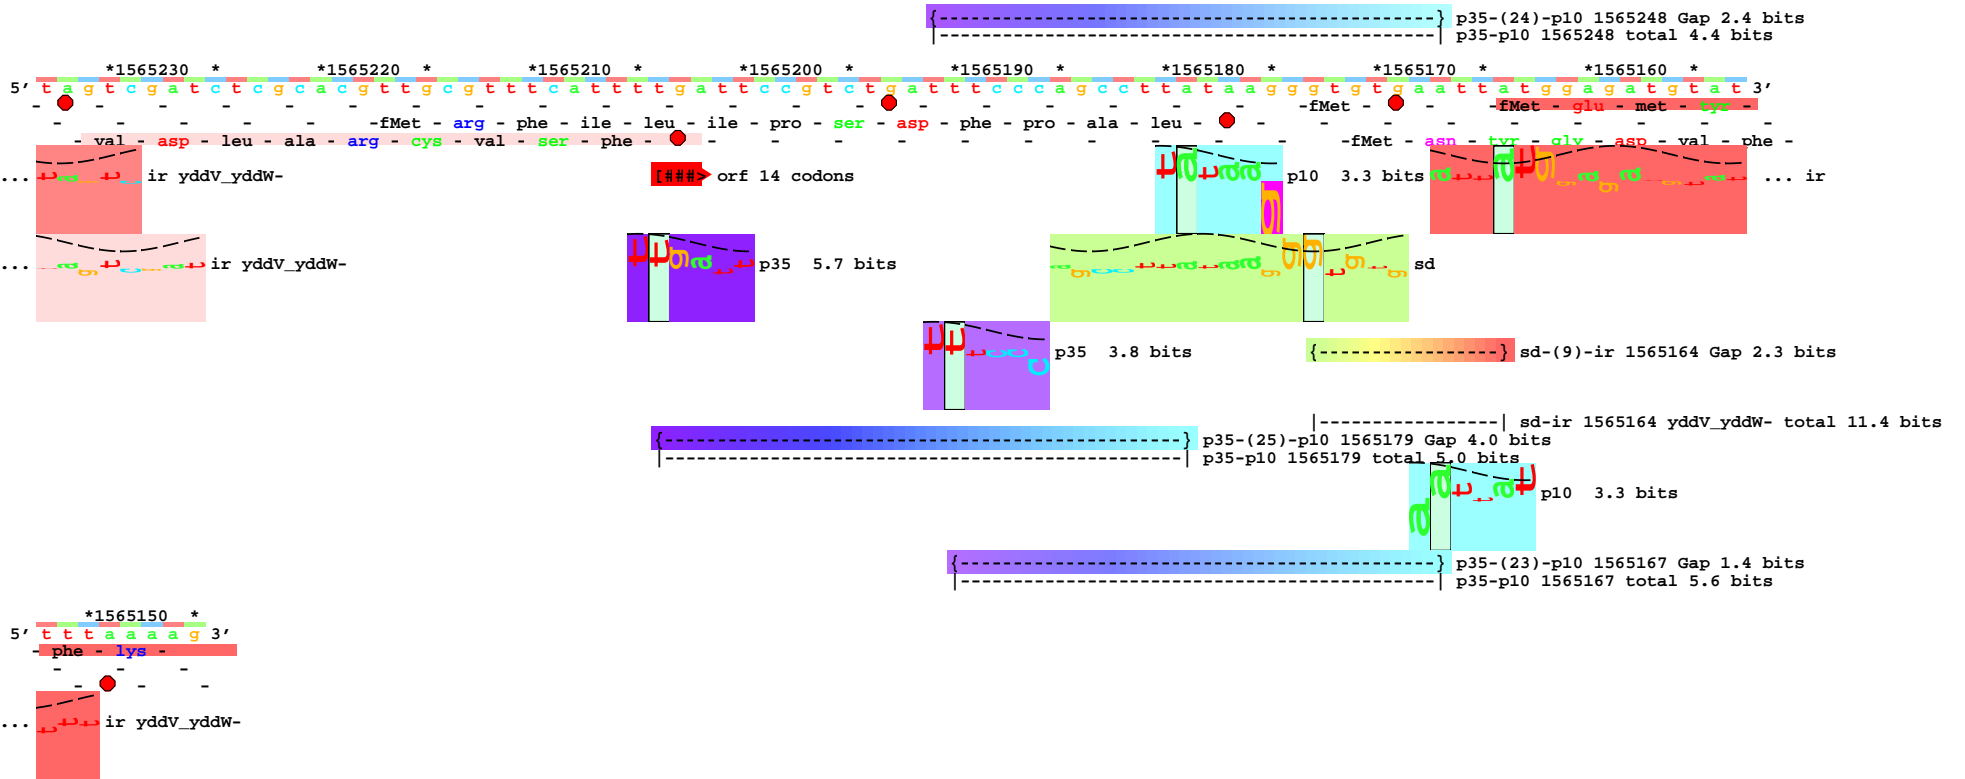 {------------------------------------------------} p35-(24)-p10 1565248 Gap 2.4 bits
|------------------------------------------------| p35-p10 1565248 total 4.4 bits
*1565230 * *1565220 * *1565210 * *1565200 * *1565190 * *1565180 * *1565170 * *1565160 *
5' t a g t c g a t c t c g c a c g t t g c g t t t c a t t t t g a t t c c g t c t g a t t t c c c a g c c t t a t a a g g g t g t g a a t t a t g g a g a t g t a t 3'
-fMet - - -fMet - glu - met - tyr -
-fMet - arg - phe - ile - leu - ile - pro - ser - asp - phe - pro - ala - leu -
- val - asp - leu - ala - arg - cys - val - ser - phe - -fMet - asn - tyr - gly - asp - val - phe -
... ir yddV_yddW- [###> orf 14 codons p10 3.3 bits ... ir
... ir yddV_yddW- p35 5.7 bits sd
p35 3.8 bits {-----------------} sd-(9)-ir 1565164 Gap 2.3 bits
|-----------------| sd-ir 1565164 yddV_yddW- total 11.4 bits
{-------------------------------------------------} p35-(25)-p10 1565179 Gap 4.0 bits
|-------------------------------------------------| p35-p10 1565179 total 5.0 bits
p10 3.3 bits
{---------------------------------------------} p35-(23)-p10 1565167 Gap 1.4 bits
|---------------------------------------------| p35-p10 1565167 total 5.6 bits
*1565150 *
5' t t t a a a a g 3'
- phe - lys -
... ir yddV_yddW-